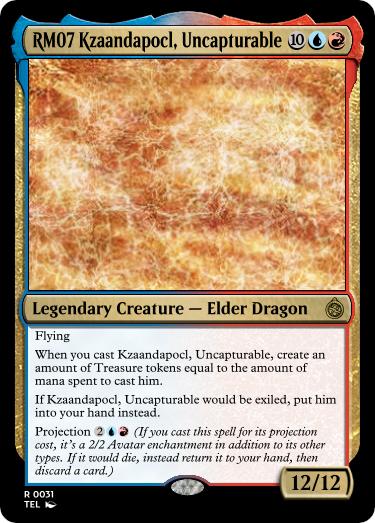 RM07 Kzaandapocl, Uncapturable 10
Legendary Creature — Elder Dragon
Flying
When you cast Kzaandapocl, Uncapturable, create an
amount of Treasure tokens equal to the amount of
mana spent to cast him.
If Kzaandapocl, Uncapturable would be exiled, put him
into your hand instead.
Projection 2 (If you cast this spell for its projection
cost, it's a 2/2 Avatar enchantment in addition to its other
types. If it would die, instead return it to your hand, then
discard a card.)
12/12
R 0031
TEL